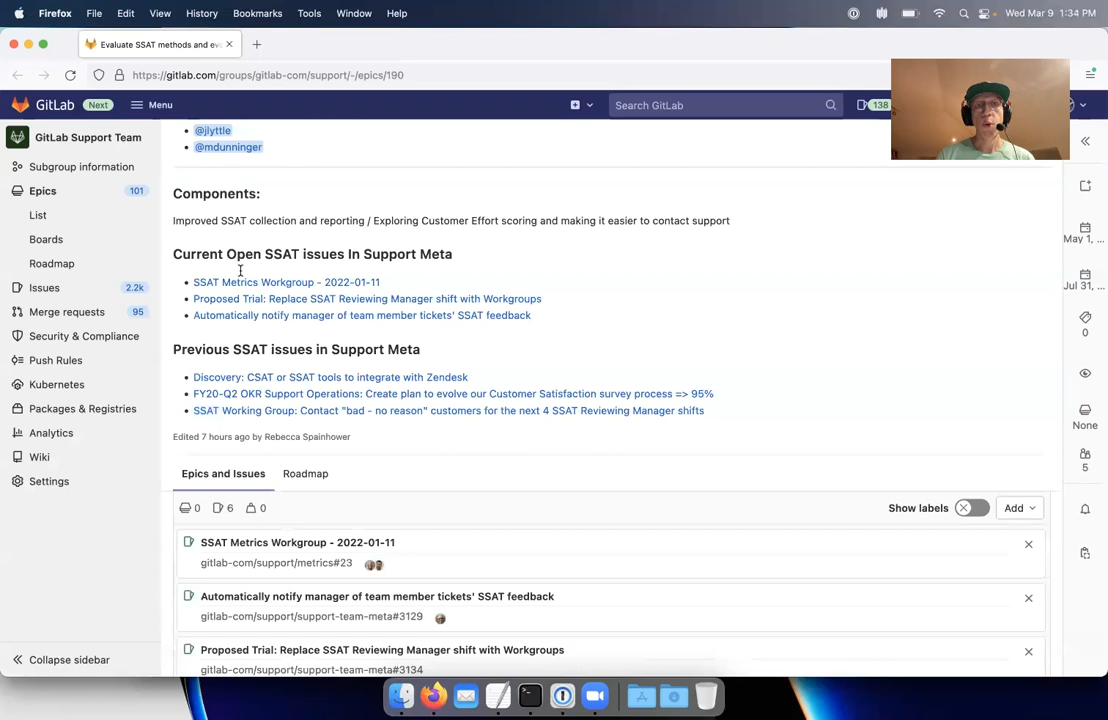 Firefox File Edit View History Bookmarks Tools Window Help Wed Mar 9 1:34 PM
Evaluate SSAT methods and ev
https://gitlab.com/groups/gitlab-com/support/-/epics/190
GitLab Next Menu Search GitLab 138
GitLab Support Team
Subgroup information
Epics 101
List
Boards
Roadmap
Issues 2.2k
Merge requests 95
Security & Compliance
Push Rules
Kubernetes
Packages & Registries
Analytics
Wiki
Settings
Collapse sidebar
@jlyttle
@mdunninger
Components:
Improved SSAT collection and reporting / Exploring Customer Effort scoring and making it easier to contact support
Current Open SSAT issues In Support Meta
SSAT Metrics Workgroup - 2022-01-11
Proposed Trial: Replace SSAT Reviewing Manager shift with Workgroups
Automatically notify manager of team member tickets' SSAT feedback
Previous SSAT issues in Support Meta
Discovery: CSAT or SSAT tools to integrate with Zendesk
FY20-Q2 OKR Support Operations: Create plan to evolve our Customer Satisfaction survey process => 95%
SSAT Working Group: Contact "bad - no reason" customers for the next 4 SSAT Reviewing Manager shifts
Edited 7 hours ago by Rebecca Spainhower
Epics and Issues Roadmap
0 6 0 Show labels Add
SSAT Metrics Workgroup - 2022-01-11
gitlab-com/support/metrics#23
Automatically notify manager of team member tickets' SSAT feedback
gitlab-com/support/support-team-meta#3129
Proposed Trial: Replace SSAT Reviewing Manager shift with Workgroups
gitlab-com/support/support-team-meta#3134
May 1, ...
Jul 31, ...
0
None
5